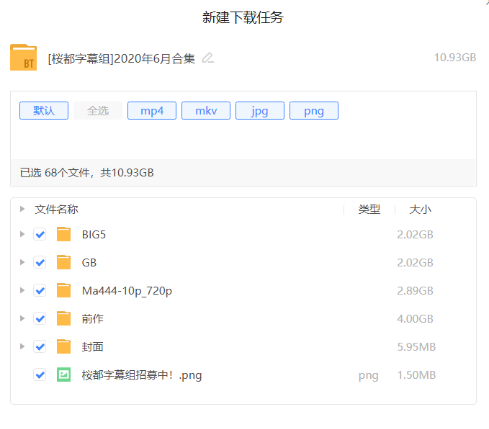 新建下载任务
BT [桜都字幕组]2020年6月合集 10.93GB
默认 全选 mp4 mkv jpg png
已选 68个文件，共10.93GB
文件名称 类型 大小
BIG5 2.02GB
GB 2.02GB
Ma444-10p_720p 2.89GB
前作 4.00GB
封面 5.95MB
桜都字幕组招募中！.png png 1.50MB